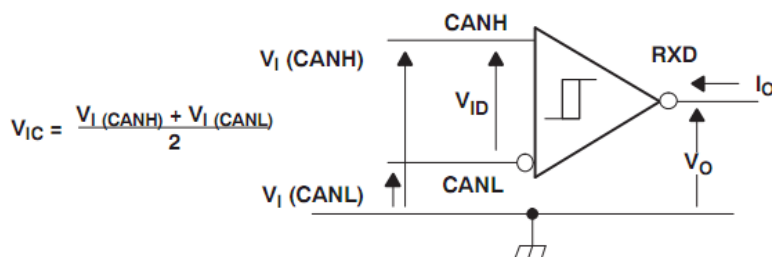 CANH
RXD
V_I (CANH)
I_O
V_ID
V_IC = (V_I (CANH) + V_I (CANL)) / 2
V_O
CANL
V_I (CANL)